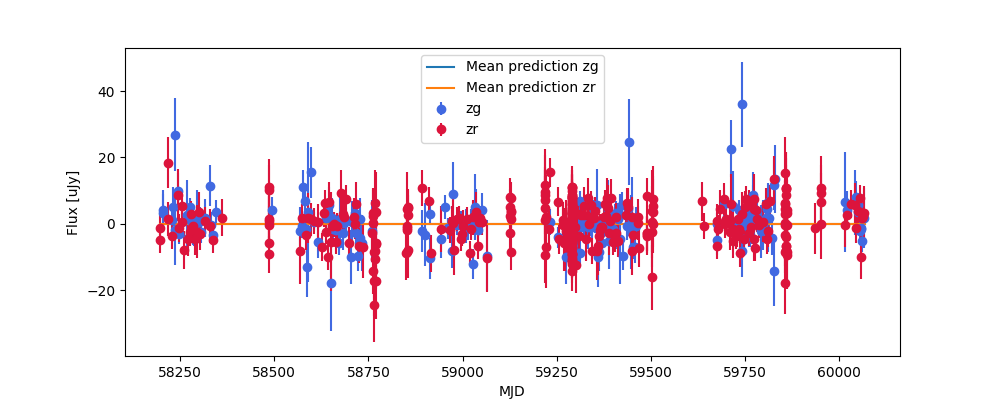 Mean prediction zg
Mean prediction zr
zg
zr
40
20
0
−20
Flux [uJy]
58250 58500 58750 59000 59250 59500 59750 60000
MJD